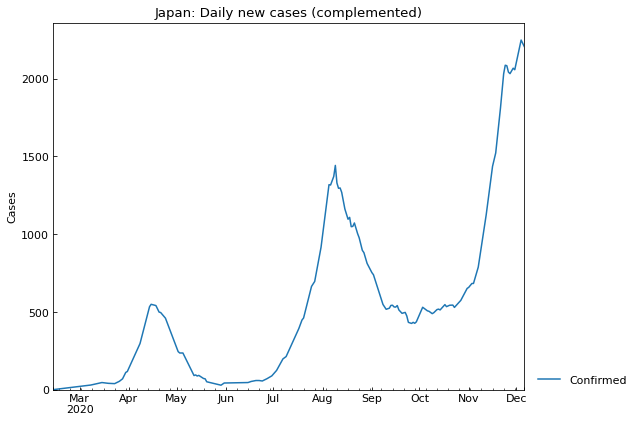 Japan: Daily new cases (complemented)
Cases
2000
1500
1000
500
0
Mar Apr May Jun Jul Aug Sep Oct Nov Dec
2020
Confirmed